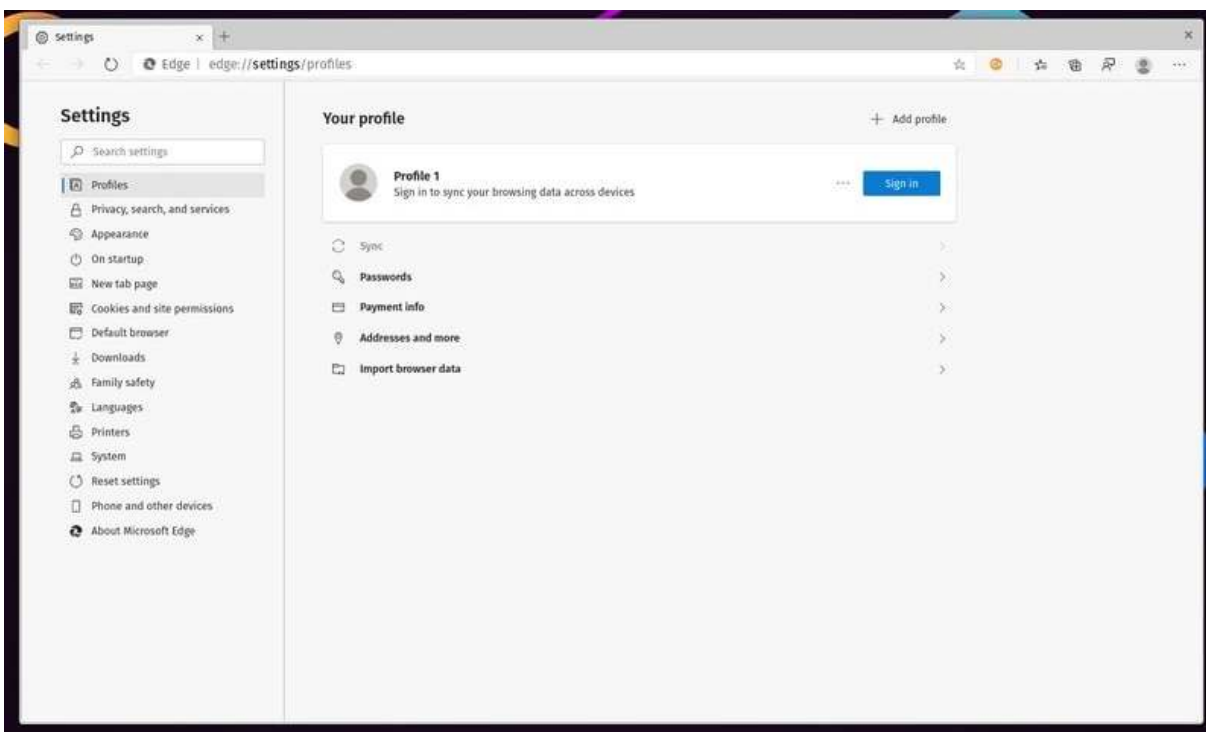 Settings
Edge | edge://settings/profiles
Settings
Search settings
Profiles
Privacy, search, and services
Appearance
On startup
New tab page
Cookies and site permissions
Default browser
Downloads
Family safety
Languages
Printers
System
Reset settings
Phone and other devices
About Microsoft Edge
Your profile
Add profile
Profile 1
Sign in to sync your browsing data across devices
Sign in
Sync
Passwords
Payment info
Addresses and more
Import browser data